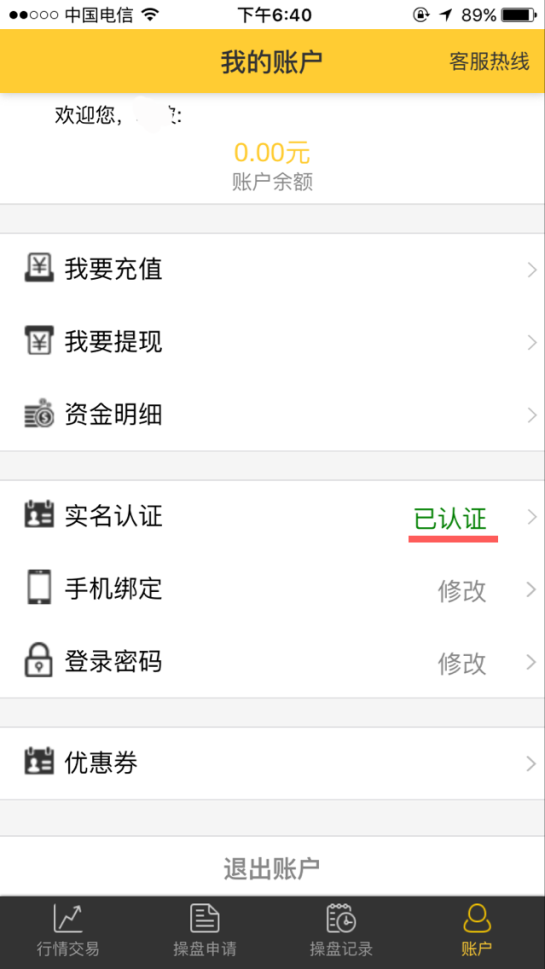 中国电信 下午6:40 89%
我的账户 客服热线
欢迎您，
0.00元
账户余额
我要充值
我要提现
资金明细
实名认证 已认证
手机绑定 修改
登录密码 修改
优惠券
退出账户
行情交易 操盘申请 操盘记录 账户